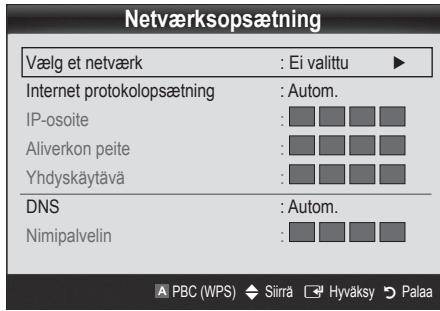 Netværksopsætning
Vælg et netværk : Ei valittu ▶
Internet protokolopsætning : Autom.
IP-osoite :
Aliverkon peite :
Yhdyskäytävä :
DNS : Autom.
Nimipalvelin :
A PBC (WPS) Siirrä Hyväksy Palaa